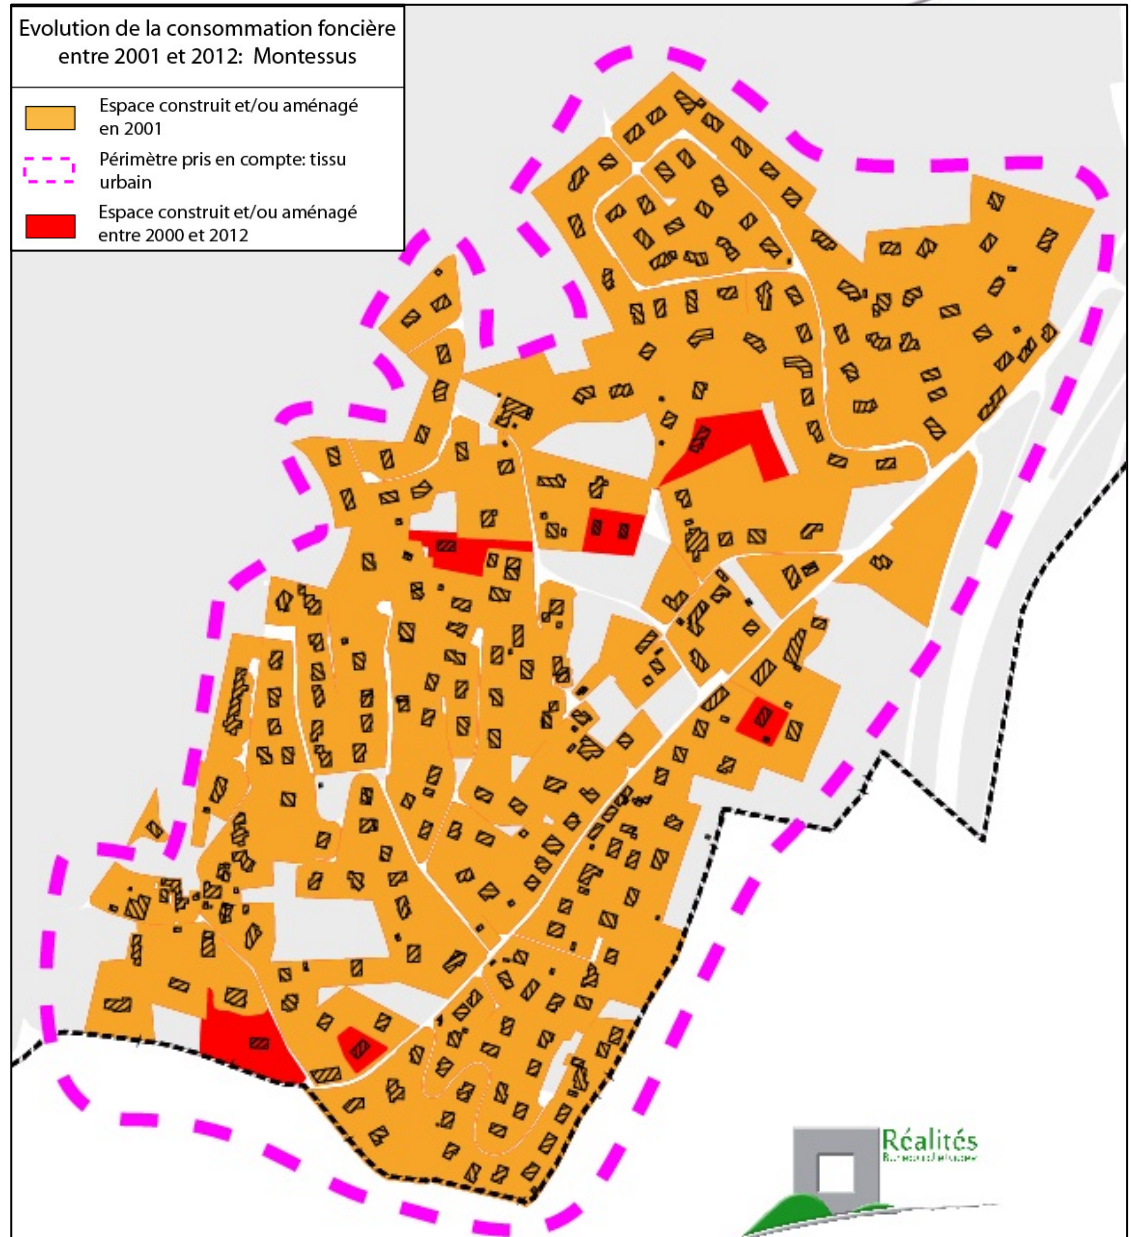 Evolution de la consommation foncière
entre 2001 et 2012: Montessus
Espace construit et/ou aménagé
en 2001
Périmètre pris en compte: tissu
urbain
Espace construit et/ou aménagé
entre 2000 et 2012
Réalités